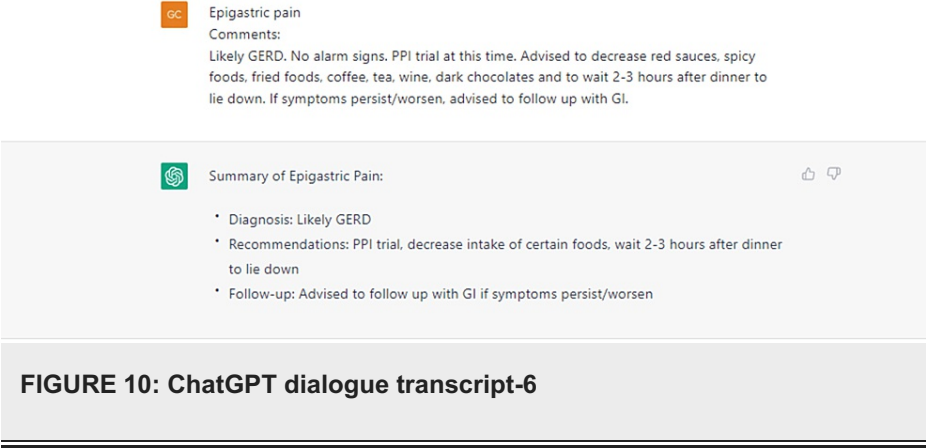 GC
Epigastric pain
Comments:
Likely GERD. No alarm signs. PPI trial at this time. Advised to decrease red sauces, spicy
foods, fried foods, coffee, tea, wine, dark chocolates and to wait 2-3 hours after dinner to
lie down. If symptoms persist/worsen, advised to follow up with GI.
Summary of Epigastric Pain:
• Diagnosis: Likely GERD
• Recommendations: PPI trial, decrease intake of certain foods, wait 2-3 hours after dinner
to lie down
• Follow-up: Advised to follow up with GI if symptoms persist/worsen
FIGURE 10: ChatGPT dialogue transcript-6